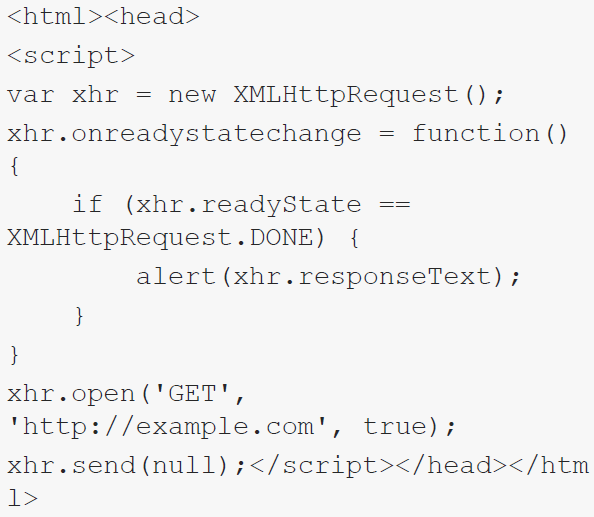 <html><head>
<script>
var xhr = new XMLHttpRequest();
xhr.onreadystatechange = function()
{
    if (xhr.readyState ==
XMLHttpRequest.DONE) {
        alert(xhr.responseText);
    }
}
xhr.open('GET',
'http://example.com', true);
xhr.send(null);</script></head></htm
l>